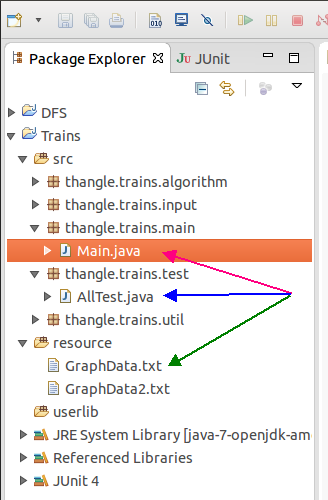 010
Package Explorer
JU JUnit
DFS
Trains
src
thangle.trains.algorithm
thangle.trains.input
thangle.trains.main
Main.java
thangle.trains.test
AllTest.java
thangle.trains.util
resource
GraphData.txt
GraphData2.txt
userlib
JRE System Library [java-7-openjdk-am
Referenced Libraries
JUnit 4